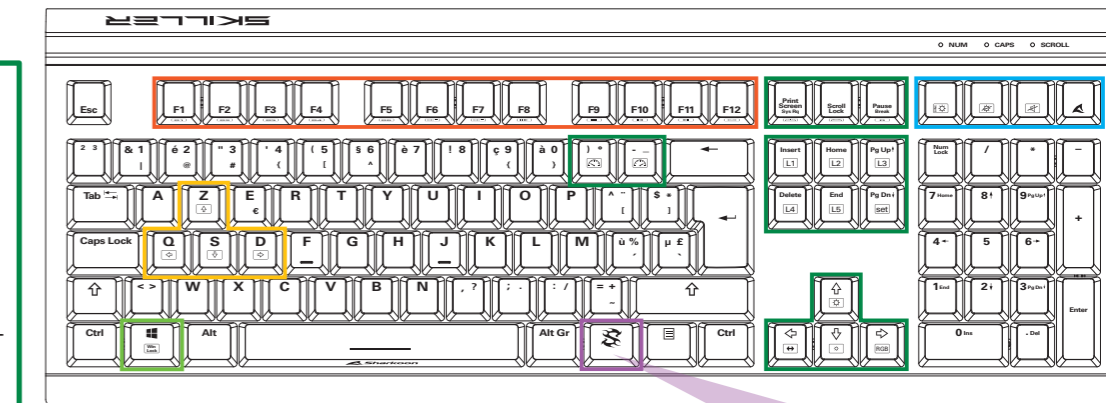 SKILLER
NUM CAPS SCROLL
Esc F1 F2 F3 F4 F5 F6 F7 F8 F9 F10 F11 F12 Print Screen Sys Rq Scroll Lock Pause Break
2 3 & 1 | é 2 @ " 3 # ' 4 { ( 5 [ § 6 ^ è 7 ! 8 ç 9 { à 0 } ) ° - _ ← Insert L1 Home L2 Pg Up↑ L3 Num Lock / * −
Tab A Z E € R T Y U I O P ^ ¨ [ $ * ] Delete L4 End L5 Pg Dn↓ set 7 Home 8↑ 9 Pg Up↑ +
Caps Lock Q S D F G H J K L M ù % ´ µ £ ` 4← 5 6→
< > W X C V B N , ? ; . : / = + ~ 1 End 2↓ 3 Pg Dn↓ Enter
Ctrl Win Lock Alt Sharkoon Alt Gr Ctrl RGB 0 Ins . Del